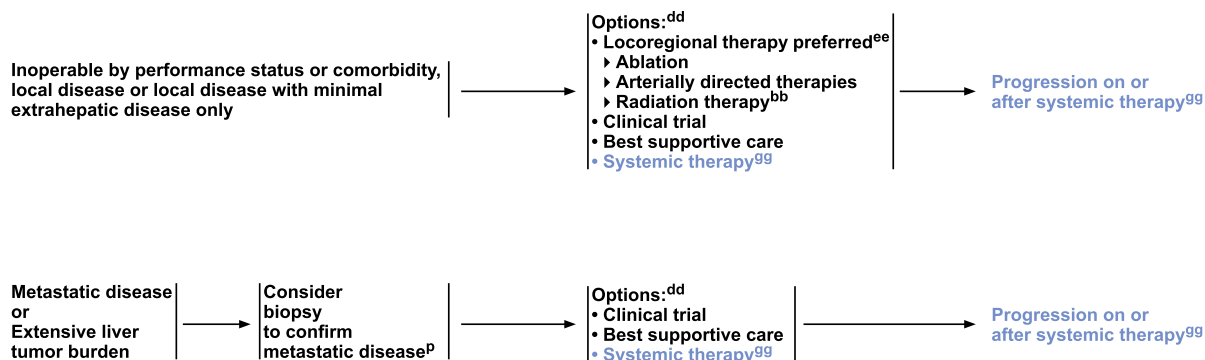 Inoperable by performance status or comorbidity,
local disease or local disease with minimal
extrahepatic disease only
Options:dd
• Locoregional therapy preferredee
Ablation
Arterially directed therapies
Radiation therapybb
• Clinical trial
• Best supportive care
• Systemic therapygg
Progression on or
after systemic therapygg
Metastatic disease
or
Extensive liver
tumor burden
Consider
biopsy
to confirm
metastatic diseasep
Options:dd
• Clinical trial
• Best supportive care
• Systemic therapygg
Progression on or
after systemic therapygg